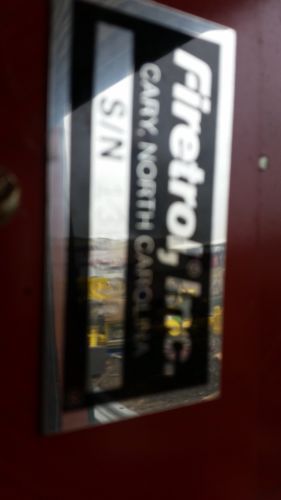 Firetrol®, Inc.
CARY, NORTH CAROLINA
S/N